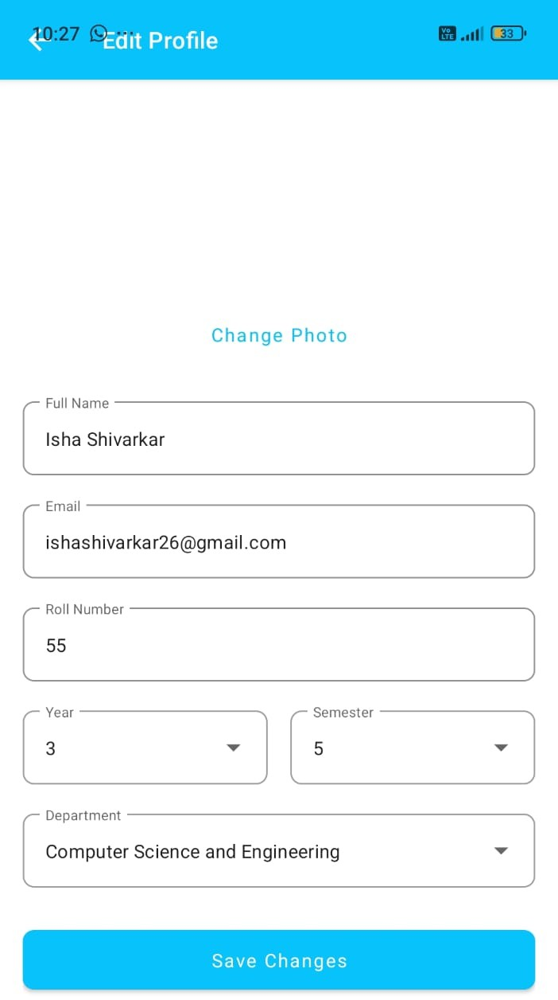 10:27
Edit Profile
Vo LTE
33
Change Photo
Full Name
Isha Shivarkar
Email
ishashivarkar26@gmail.com
Roll Number
55
Year
3
Semester
5
Department
Computer Science and Engineering
Save Changes